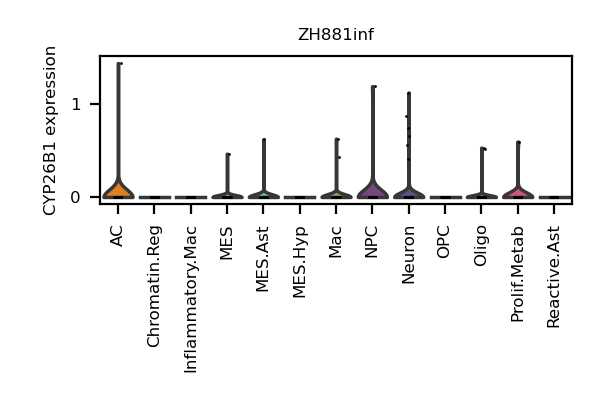 ZH881inf
CYP26B1 expression
1
0
AC
Chromatin.Reg
Inflammatory.Mac
MES
MES.Ast
MES.Hyp
Mac
NPC
Neuron
OPC
Oligo
Prolif.Metab
Reactive.Ast